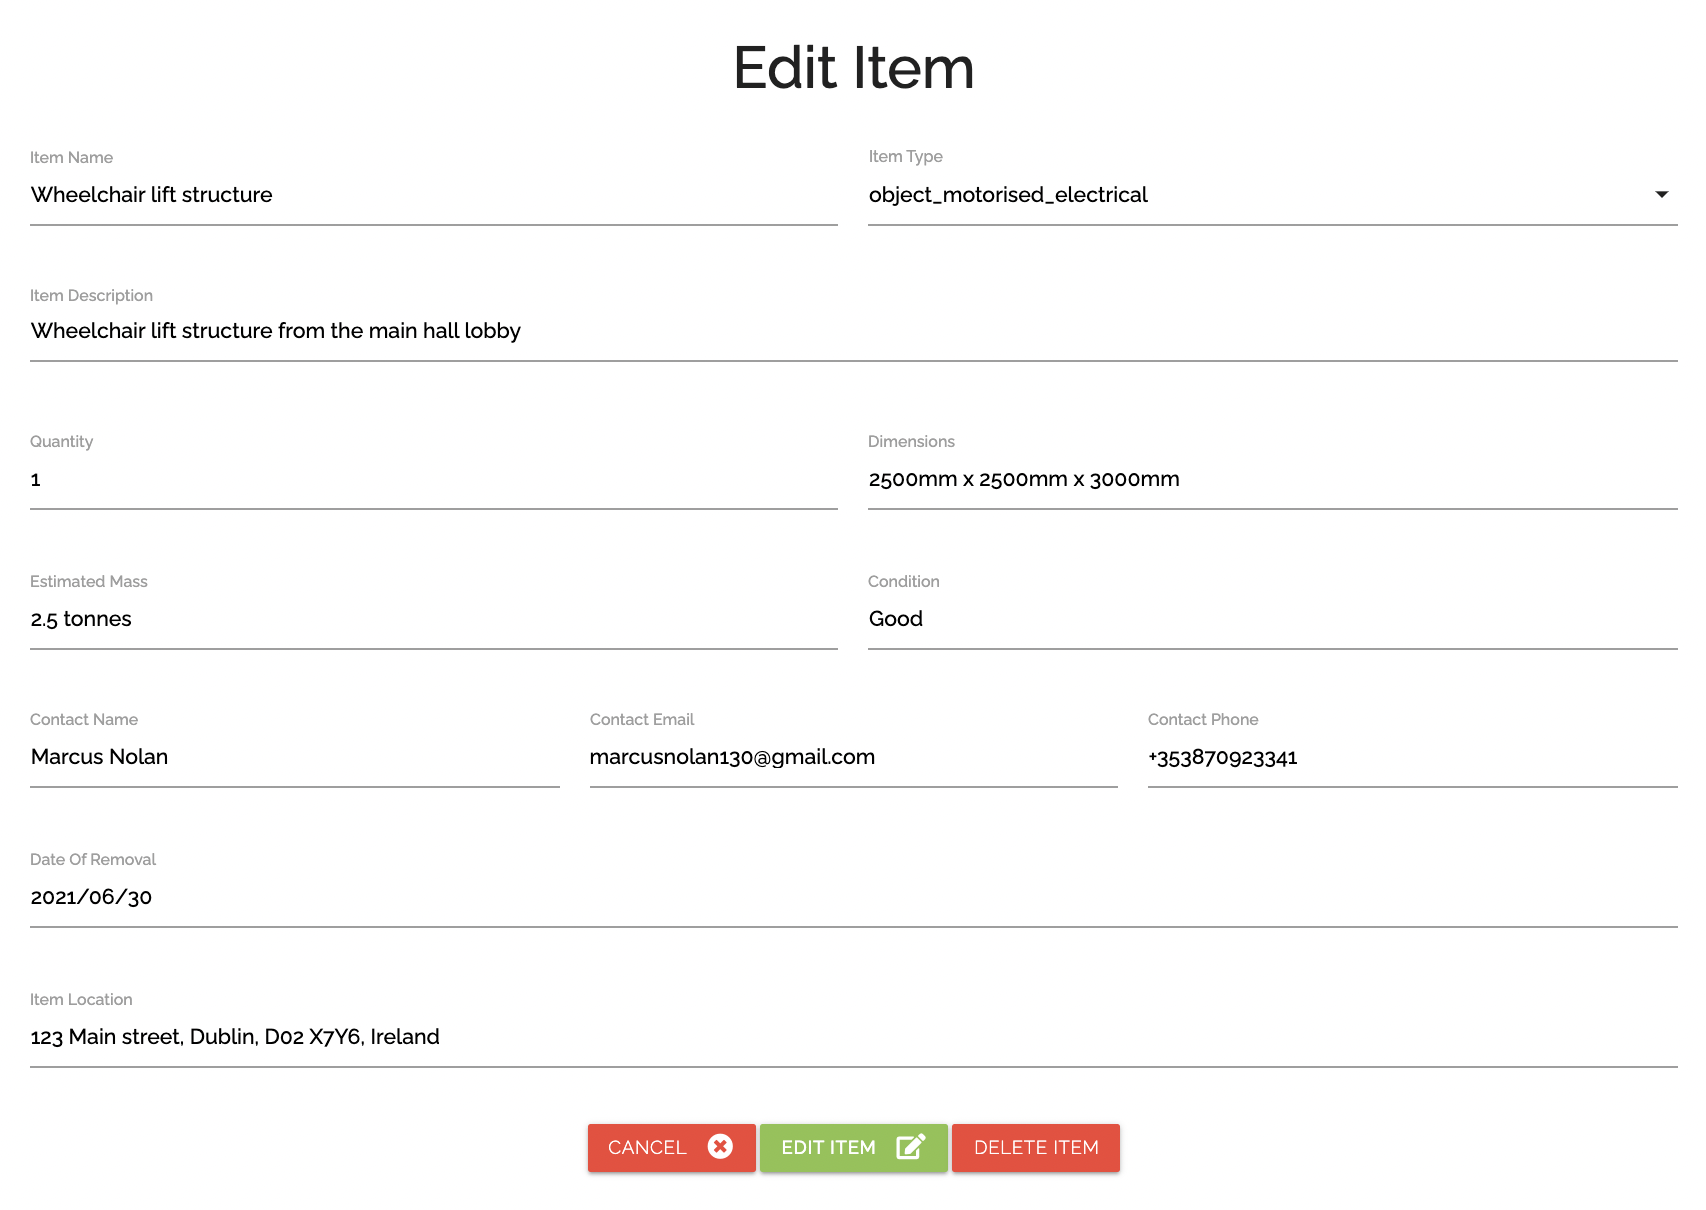 Edit Item
Item Name
Item Type
Wheelchair lift structure
object_motorised_electrical
Item Description
Wheelchair lift structure from the main hall lobby
Quantity
Dimensions
1
2500mm x 2500mm x 3000mm
Estimated Mass
Condition
2.5 tonnes
Good
Contact Name
Contact Email
Contact Phone
Marcus Nolan
marcusnolan130@gmail.com
+353870923341
Date Of Removal
2021/06/30
Item Location
123 Main street, Dublin, D02 X7Y6, Ireland
CANCEL
EDIT ITEM
DELETE ITEM